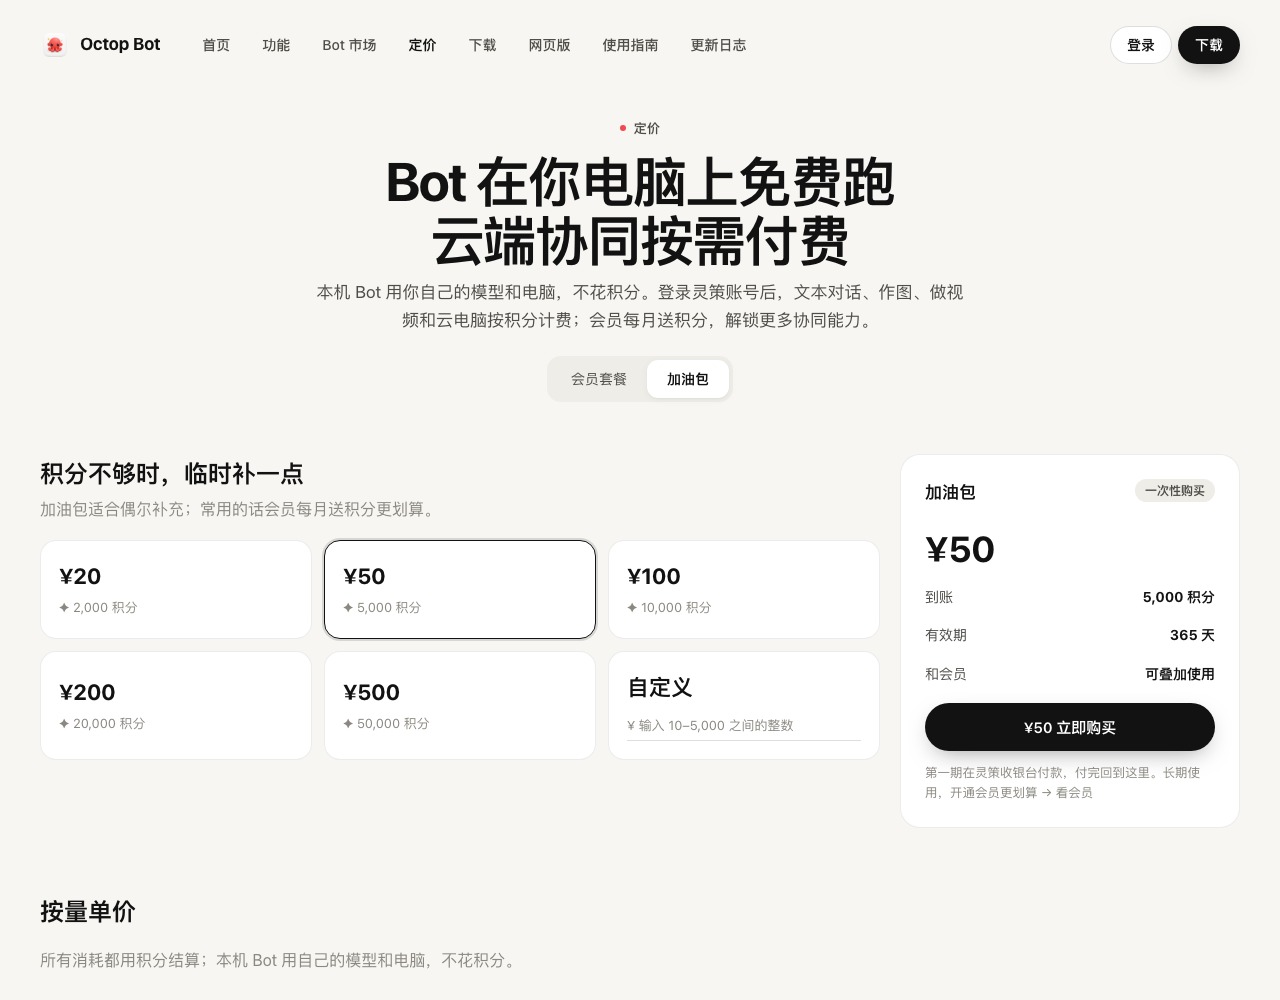 Octop Bot
首页
功能
Bot 市场
定价
下载
网页版
使用指南
更新日志
登录
下载
定价
Bot 在你电脑上免费跑
云端协同按需付费
本机 Bot 用你自己的模型和电脑，不花积分。登录灵策账号后，文本对话、作图、做视
频和云电脑按积分计费；会员每月送积分，解锁更多协同能力。
会员套餐
加油包
积分不够时，临时补一点
加油包适合偶尔补充；常用的话会员每月送积分更划算。
¥20
✦ 2,000 积分
¥50
✦ 5,000 积分
¥100
✦ 10,000 积分
¥200
✦ 20,000 积分
¥500
✦ 50,000 积分
自定义
¥ 输入 10–5,000 之间的整数
加油包
一次性购买
¥50
到账
5,000 积分
有效期
365 天
和会员
可叠加使用
¥50 立即购买
第一期在灵策收银台付款，付完回到这里。长期使
用，开通会员更划算 → 看会员
按量单价
所有消耗都用积分结算；本机 Bot 用自己的模型和电脑，不花积分。